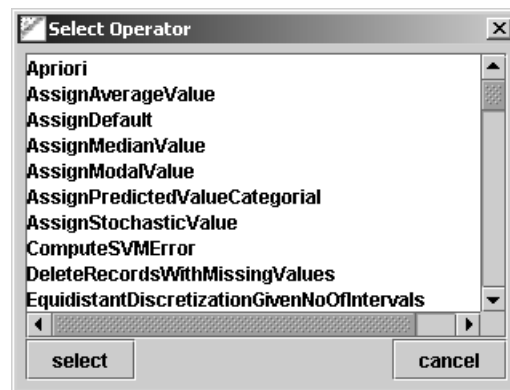 Select Operator
Apriori
AssignAverageValue
AssignDefault
AssignMedianValue
AssignModalValue
AssignPredictedValueCategorial
AssignStochasticValue
ComputeSVMError
DeleteRecordsWithMissingValues
EquidistantDiscretizationGivenNoOfIntervals
select
cancel